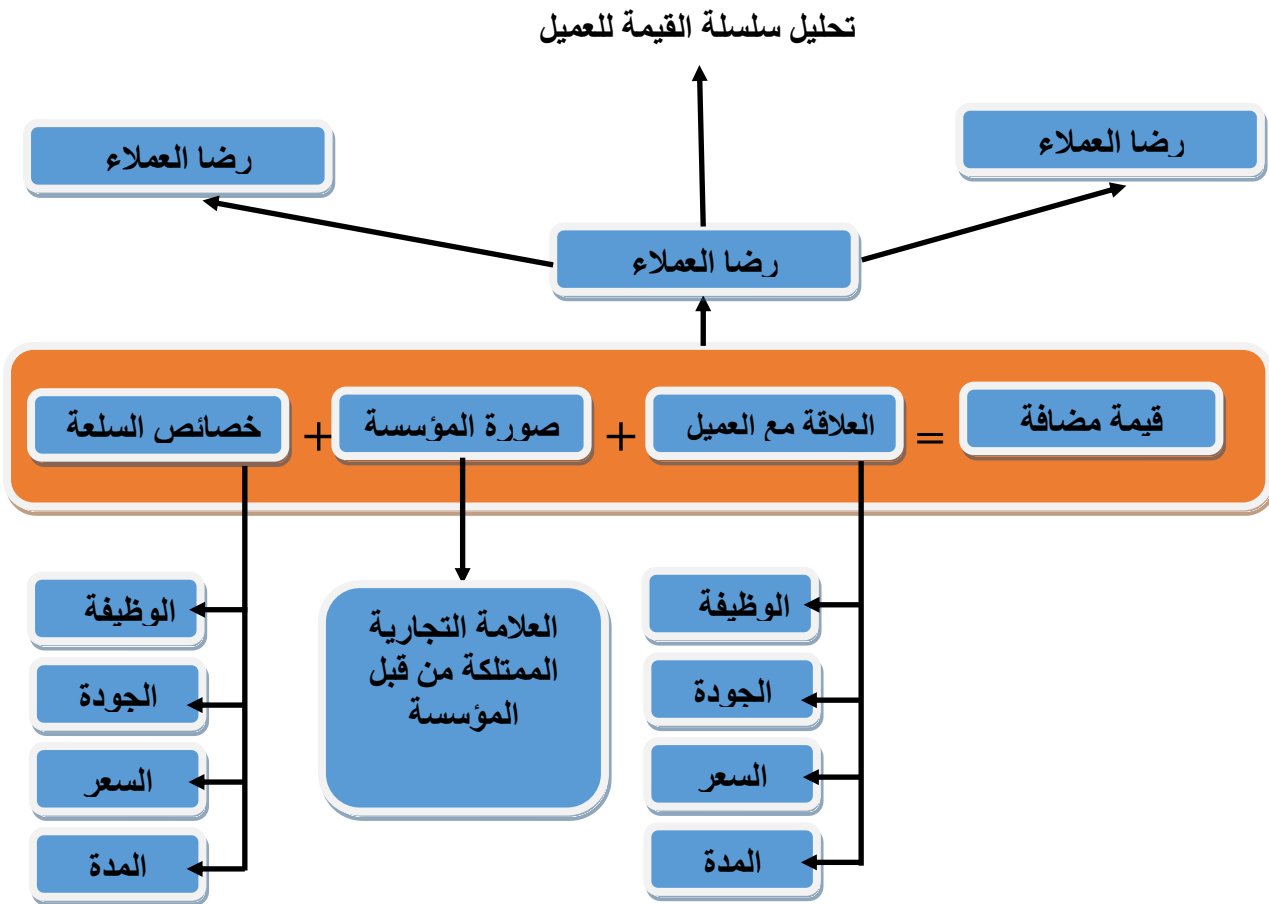 تحليل سلسلة القيمة للعميل
رضا العملاء
رضا العملاء
رضا العملاء
قيمة مضافة
=
العلاقة مع العميل
+
صورة المؤسسة
+
خصائص السلعة
الوظيفة
الجودة
السعر
المدة
العلامة التجارية
الممتلكة من قبل
المؤسسة
الوظيفة
الجودة
السعر
المدة